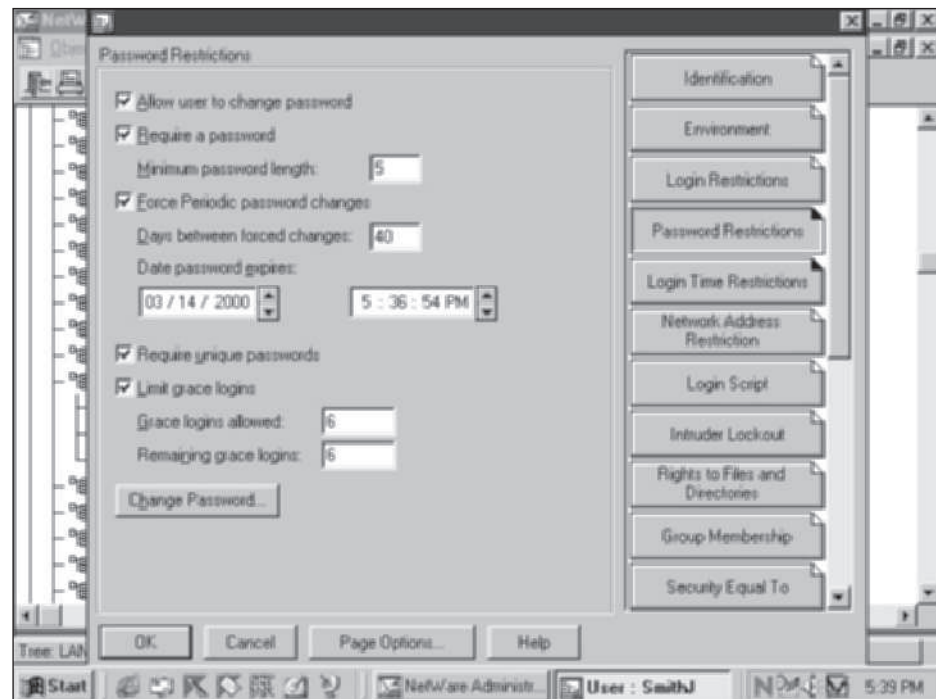 NetW
Password Restrictions
Allow user to change password
Require a password
Minimum password length: 5
Force Periodic password changes
Days between forced changes: 40
Date password expires:
03 / 14 / 2000 5 : 36 : 54 PM
Require unique passwords
Limit grace logins
Grace logins allowed: 6
Remaining grace logins: 6
Change Password...
Identification
Environment
Login Restrictions
Password Restrictions
Login Time Restrictions
Network Address
Restriction
Login Script
Intruder Lockout
Rights to Files and
Directories
Group Membership
Security Equal To
OK Cancel Page Options... Help
Tree: LAN
Start NetWare Administr... User : SmithJ 5:39 PM